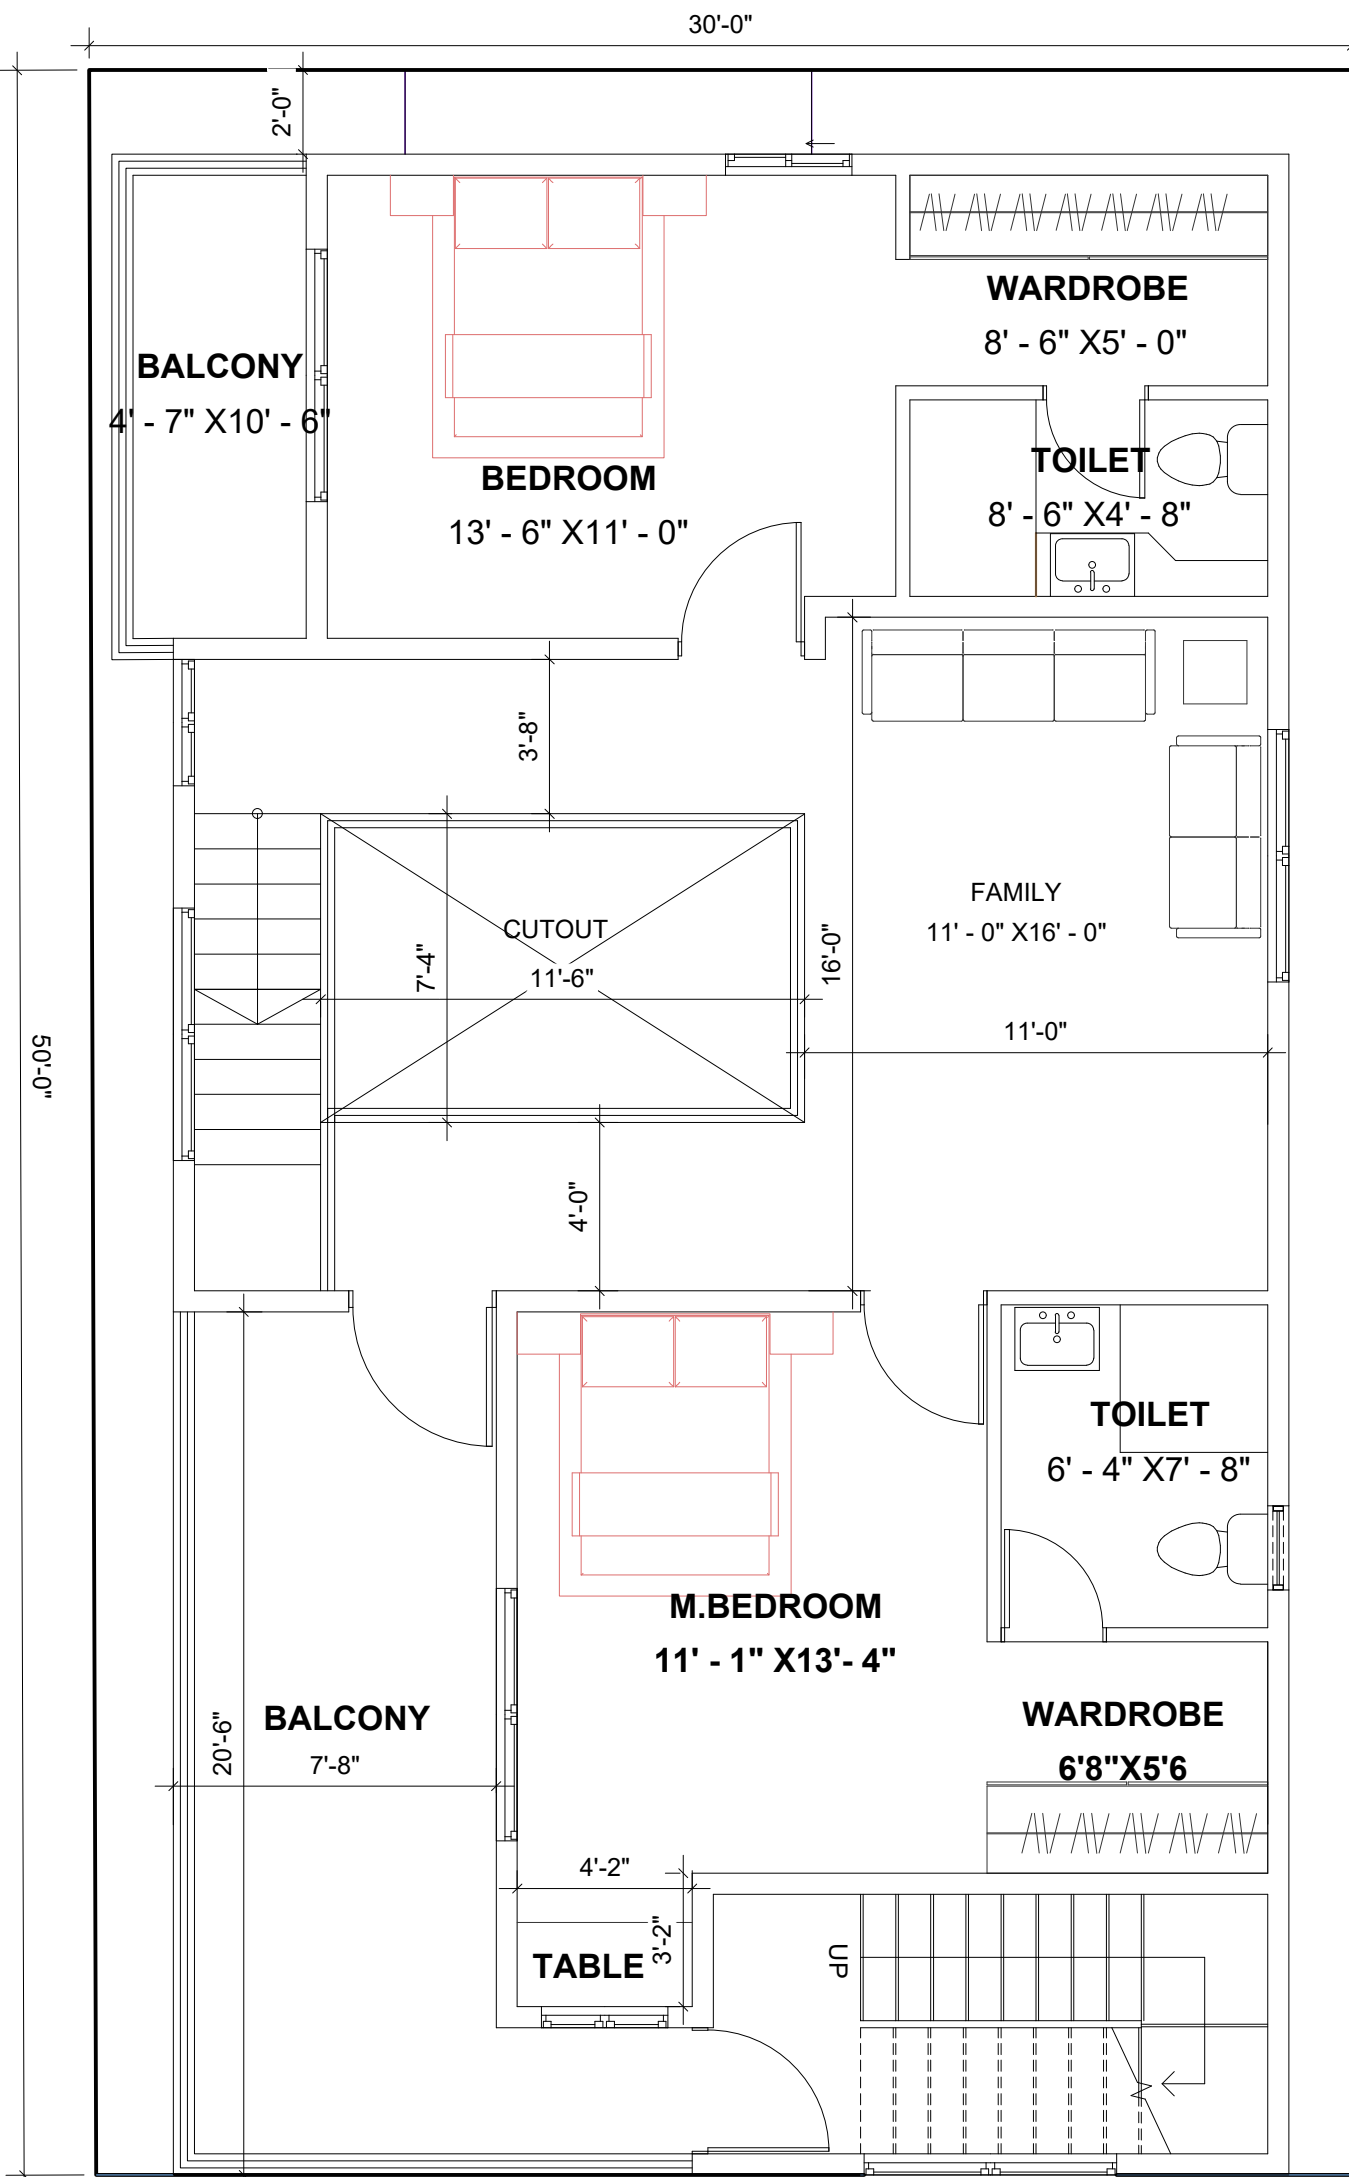 30'-0"
2'-0"
WARDROBE
8' - 6" X5' - 0"
BALCONY
4' - 7" X10' - 6"
BEDROOM
13' - 6" X11' - 0"
TOILET
8' - 6" X4' - 8"
3'-8"
CUTOUT
11'-6"
7'-4"
16'-0"
FAMILY
11' - 0" X16' - 0"
11'-0"
50'-0"
4'-0"
TOILET
6' - 4" X7' - 8"
M.BEDROOM
11' - 1" X13'- 4"
BALCONY
7'-8"
20'-6"
WARDROBE
6'8"X5'6
4'-2"
3'-2"
TABLE
UP